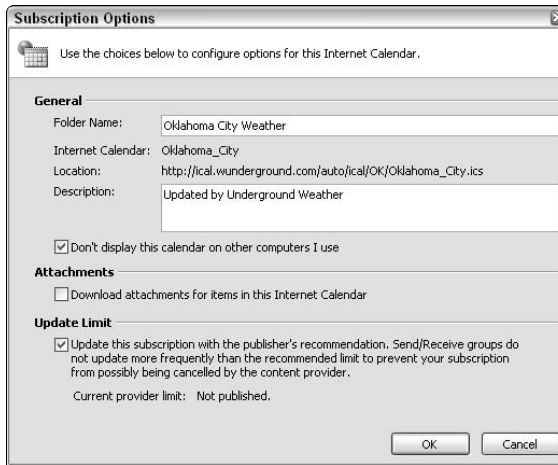 Subscription Options
Use the choices below to configure options for this Internet Calendar.
General
Folder Name: Oklahoma City Weather
Internet Calendar: Oklahoma_City
Location: http://ical.wunderground.com/auto/ical/OK/Oklahoma_City.ics
Description: Updated by Underground Weather
Don't display this calendar on other computers I use
Attachments
Download attachments for items in this Internet Calendar
Update Limit
Update this subscription with the publisher's recommendation. Send/Receive groups do
not update more frequently than the recommended limit to prevent your subscription
from possibly being cancelled by the content provider.
Current provider limit: Not published.
OK Cancel